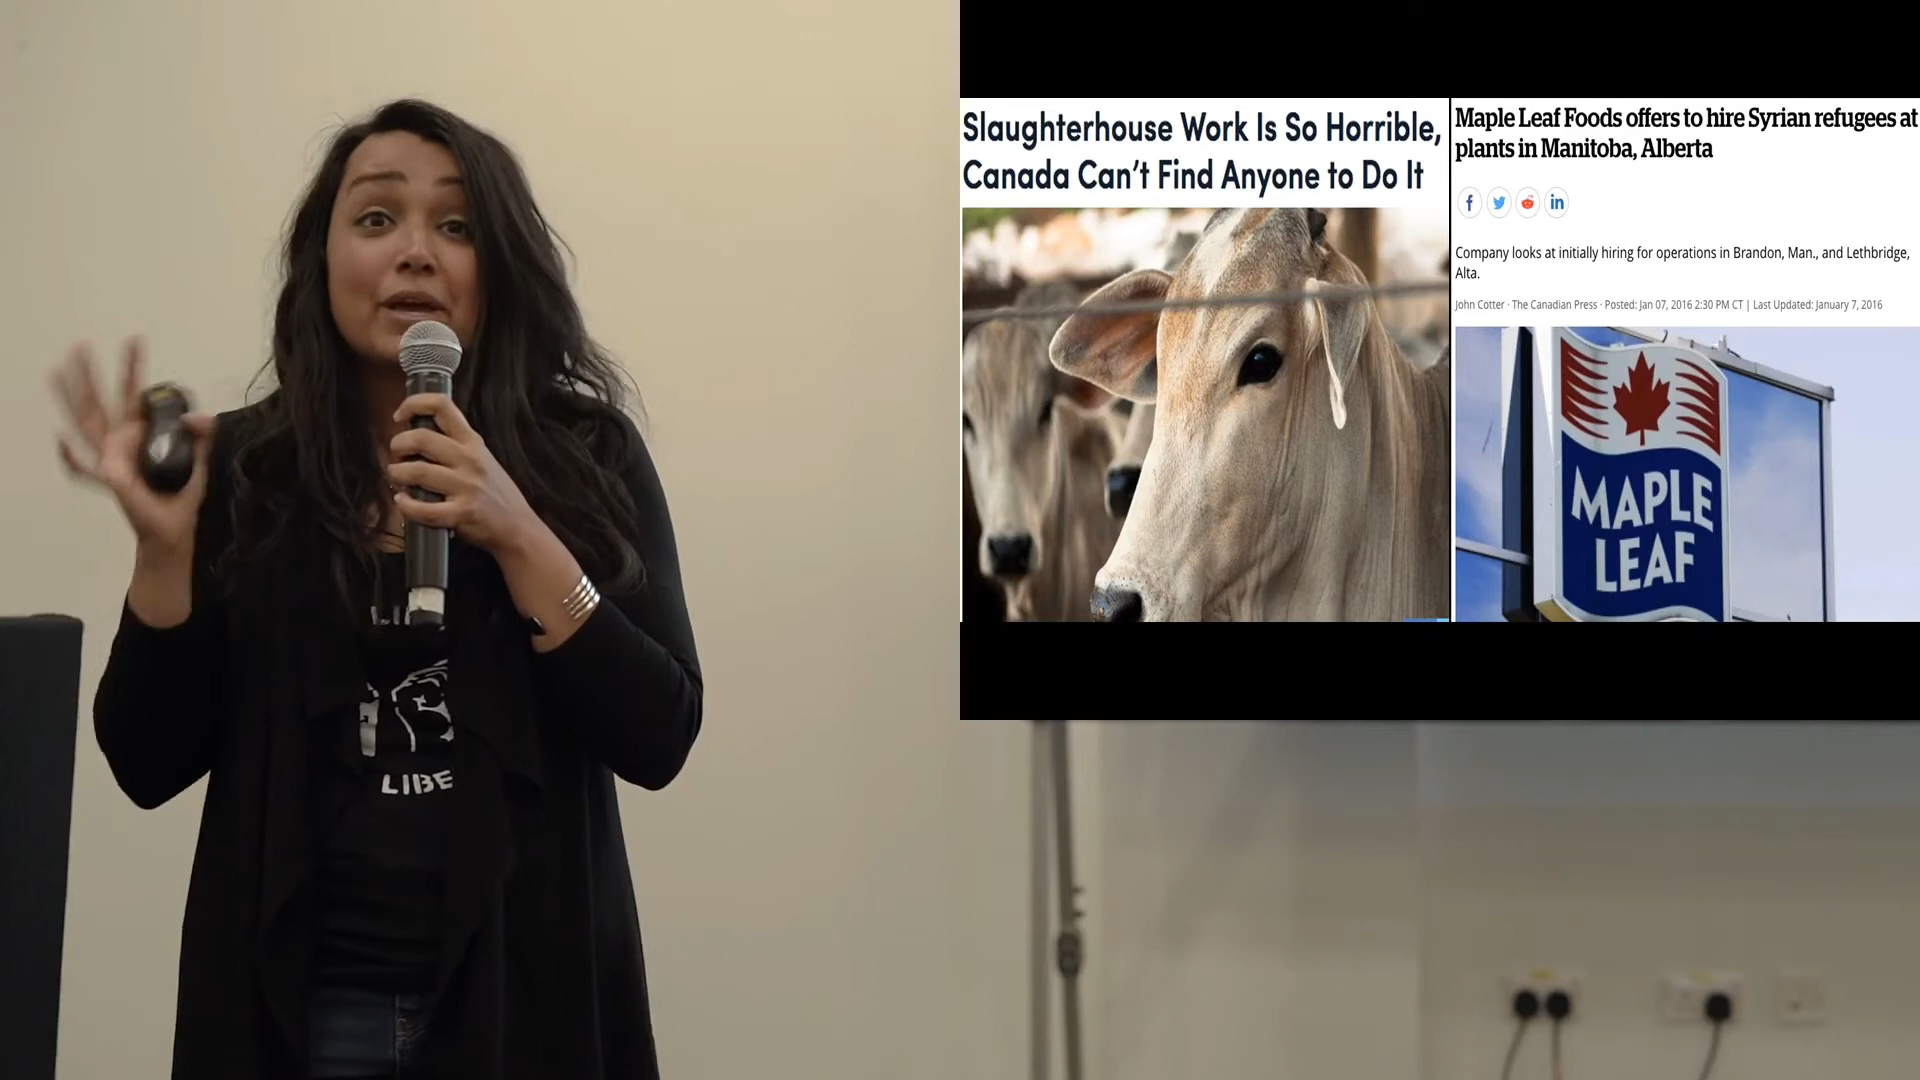 Slaughterhouse Work Is So Horrible,
Canada Can't Find Anyone to Do It
Maple Leaf Foods offers to hire Syrian refugees at
plants in Manitoba, Alberta
Company looks at initially hiring for operations in Brandon, Man., and Lethbridge,
Alta.
John Cotter · The Canadian Press · Posted: Jan 07, 2016 2:30 PM CT | Last Updated: January 7, 2016
MAPLE
LEAF
LIBE